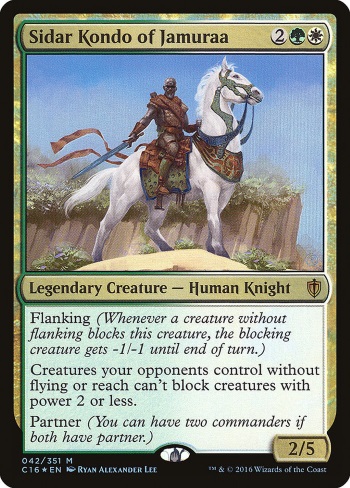 Sidar Kondo of Jamuraa 2
Legendary Creature — Human Knight
Flanking (Whenever a creature without
flanking blocks this creature, the blocking
creature gets -1/-1 until end of turn.)
Creatures your opponents control without
flying or reach can't block creatures with
power 2 or less.
Partner (You can have two commanders if
both have partner.)
2/5
042/351 M
C16★EN Ryan Alexander Lee ™ & © 2016 Wizards of the Coast